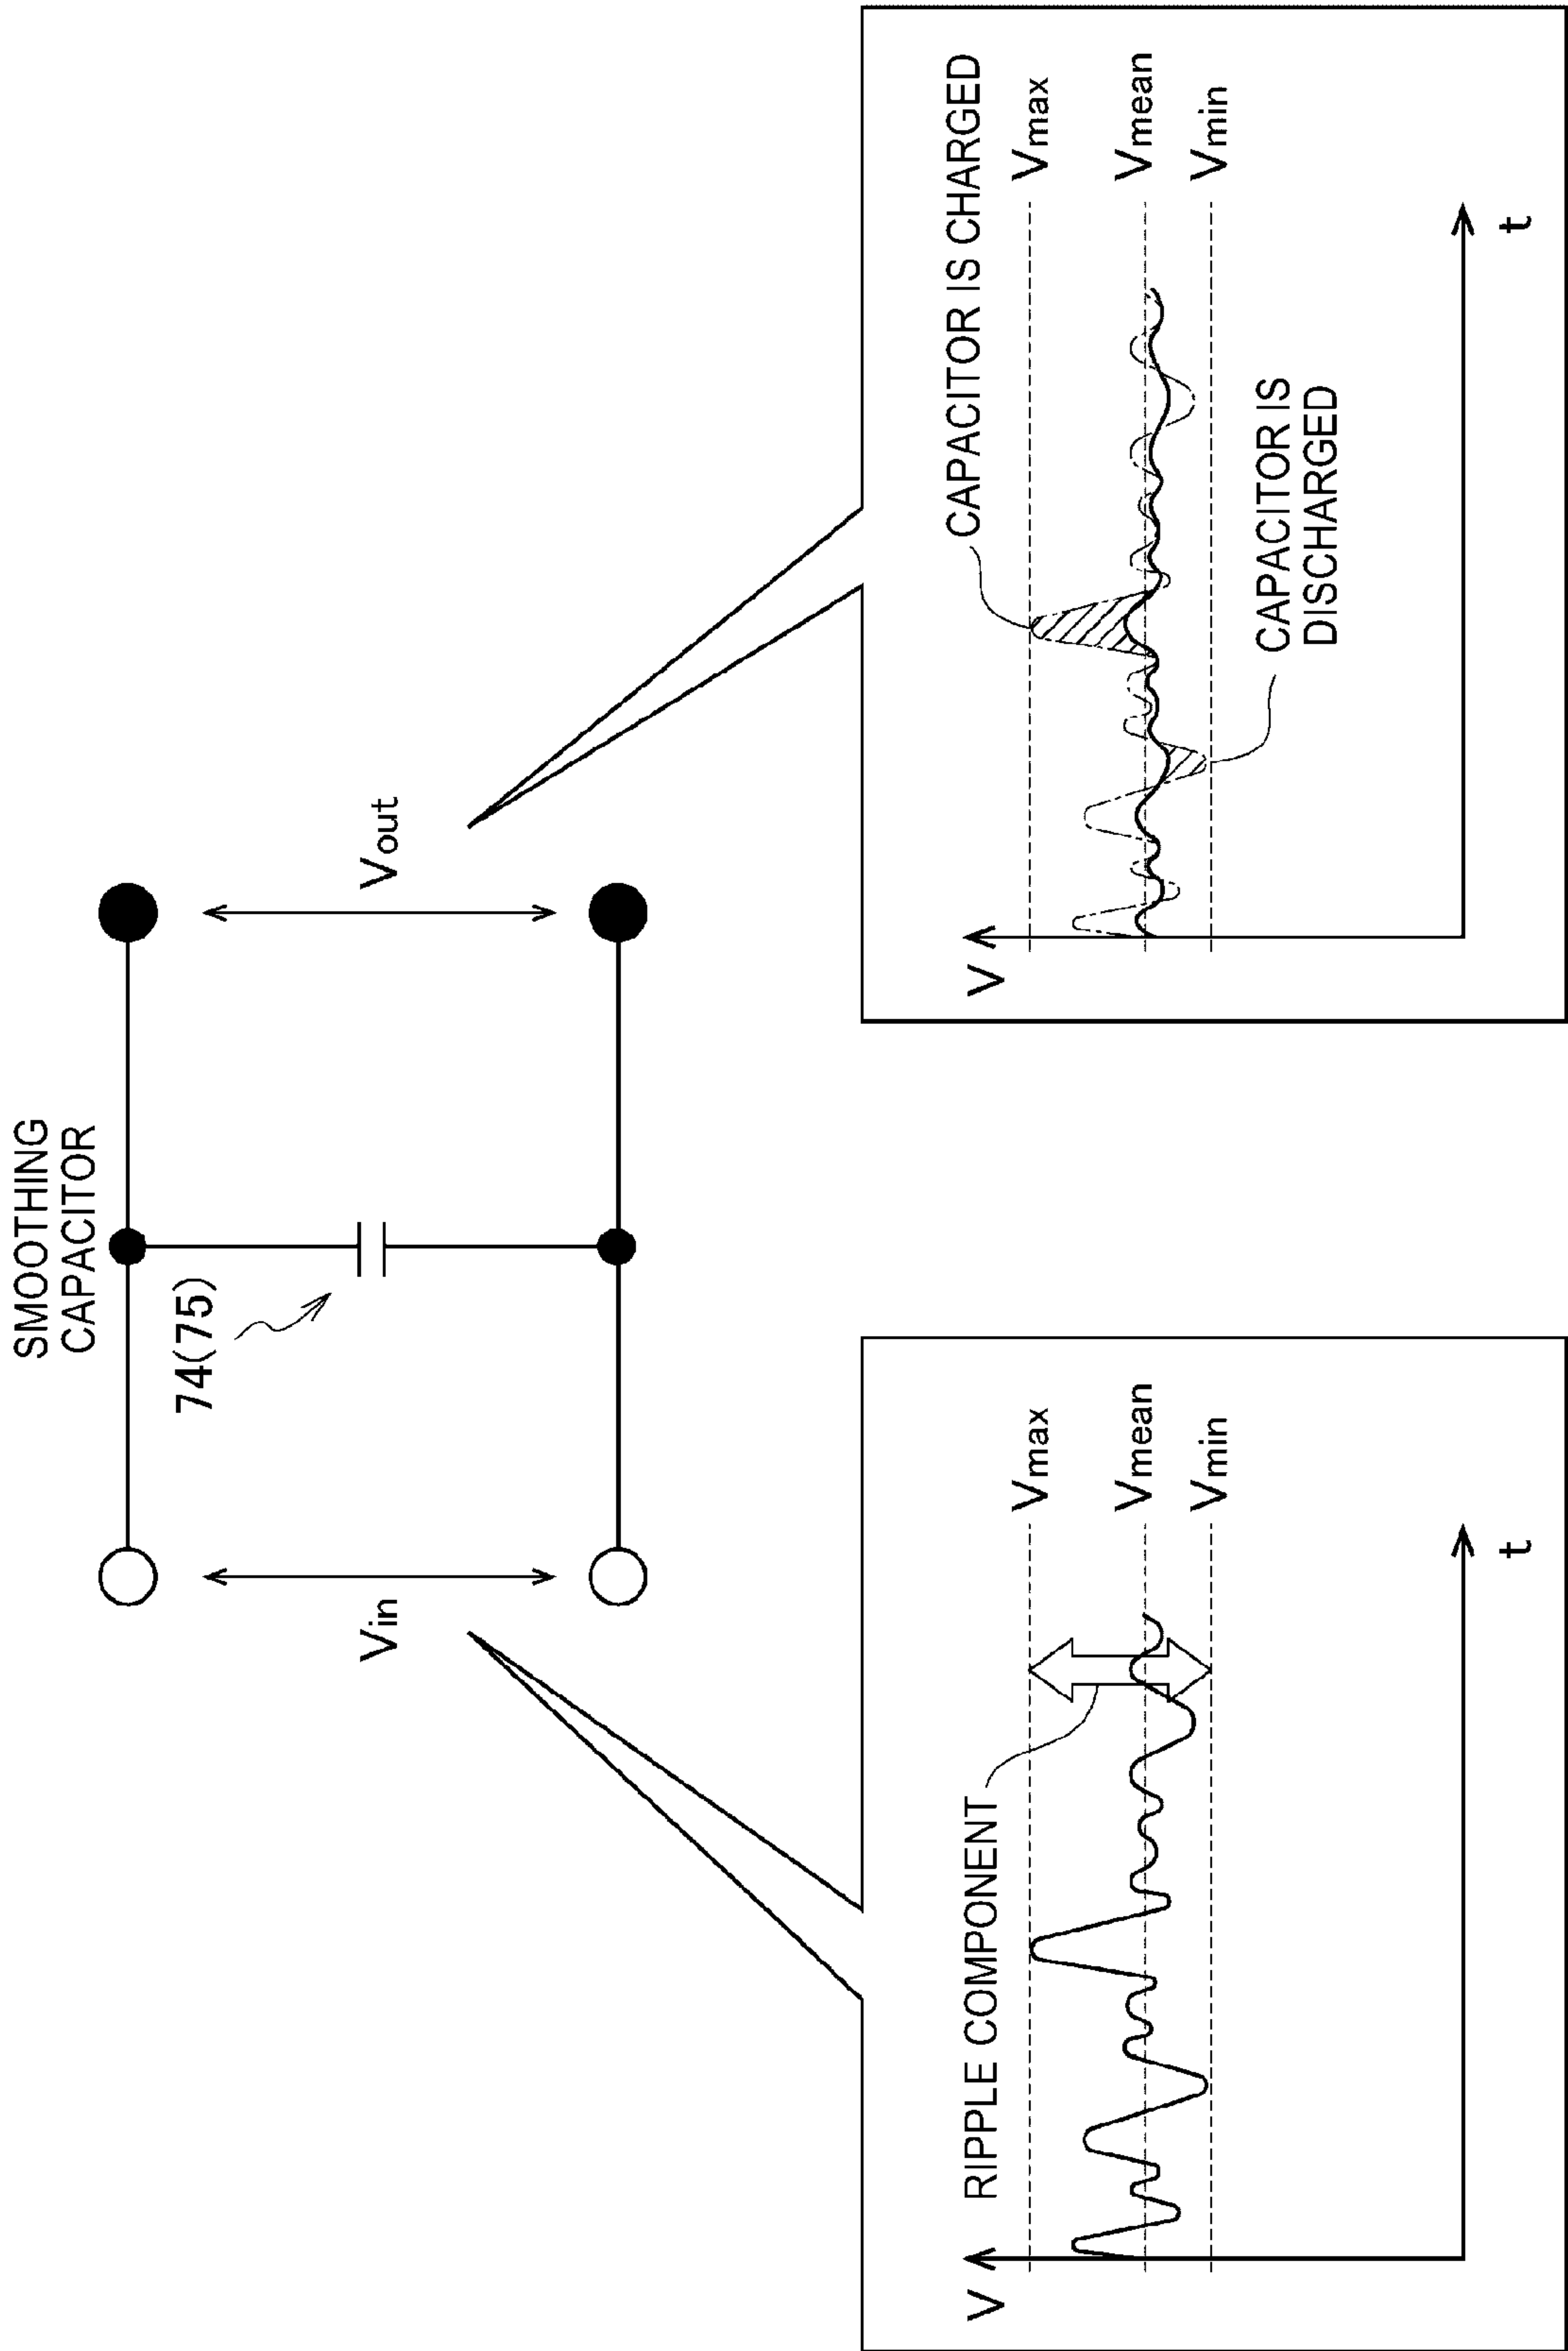 SMOOTHING
CAPACITOR
74(75)
Vin
Vout
V
RIPPLE COMPONENT
Vmax
Vmean
Vmin
t
V
CAPACITOR IS CHARGED
Vmax
Vmean
Vmin
CAPACITOR IS
DISCHARGED
t